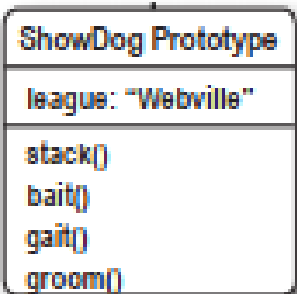 ShowDog Prototype
league: "Webville"
stack()
bait()
gait()
groom()